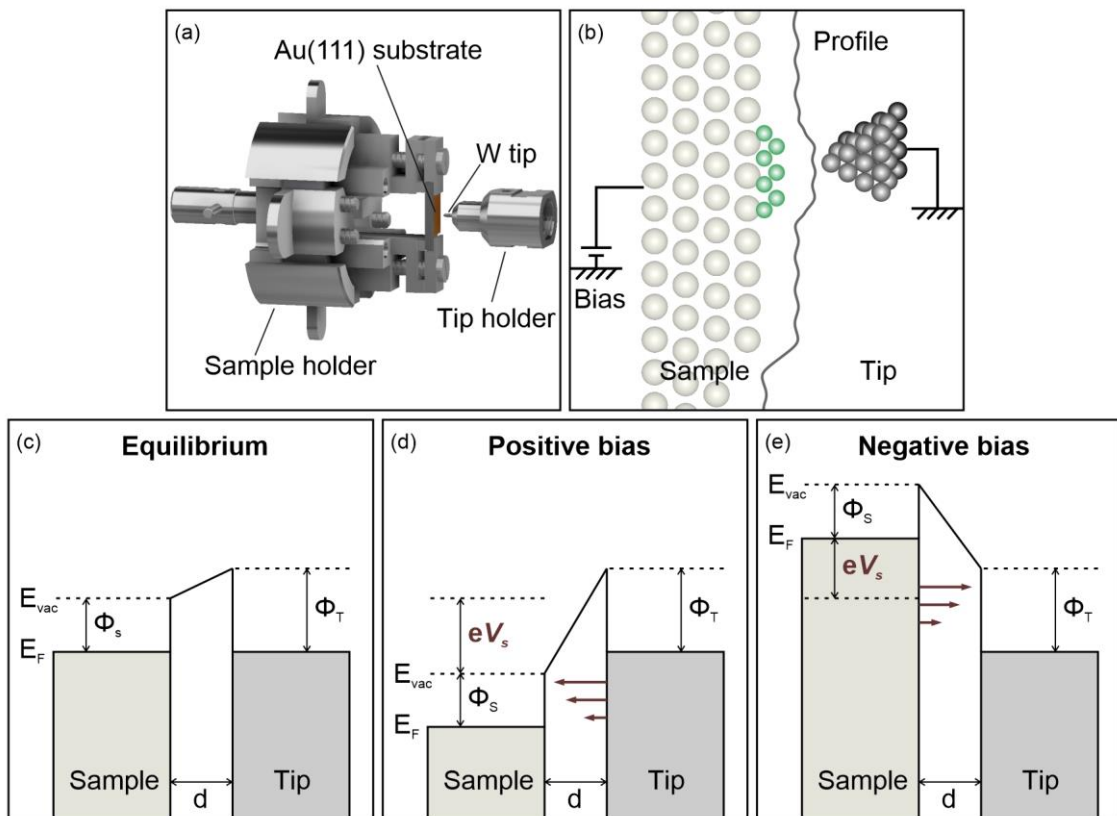 (a)
Au(111) substrate
W tip
Tip holder
Sample holder
(b)
Profile
Bias
Sample
Tip
(c) Equilibrium
E_vac
Φ_s
Φ_T
E_F
Sample
Tip
d
(d) Positive bias
eV_s
Φ_T
E_vac
Φ_S
E_F
Sample
Tip
d
(e) Negative bias
E_vac
Φ_S
E_F
eV_s
Φ_T
Sample
Tip
d